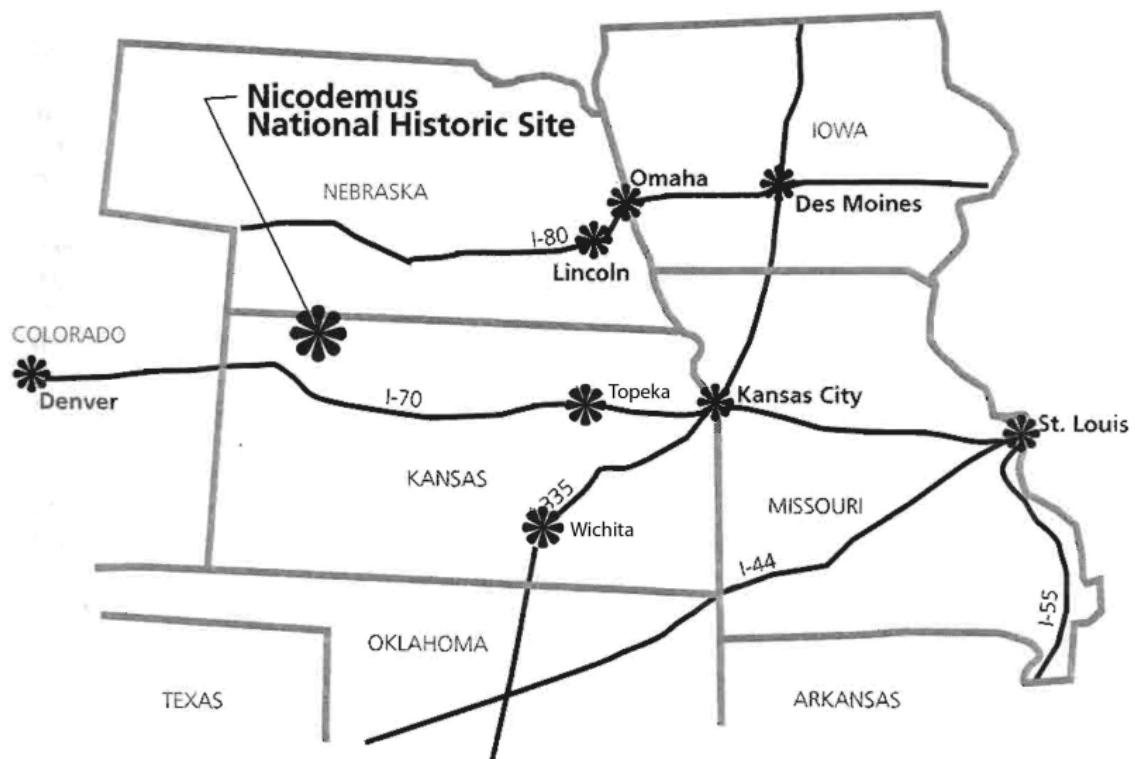 Nicodemus
National Historic Site
IOWA
NEBRASKA
Omaha
Des Moines
I-80
Lincoln
COLORADO
Denver
I-70
Topeka
Kansas City
St. Louis
KANSAS
335
Wichita
MISSOURI
I-44
I-55
OKLAHOMA
TEXAS
ARKANSAS